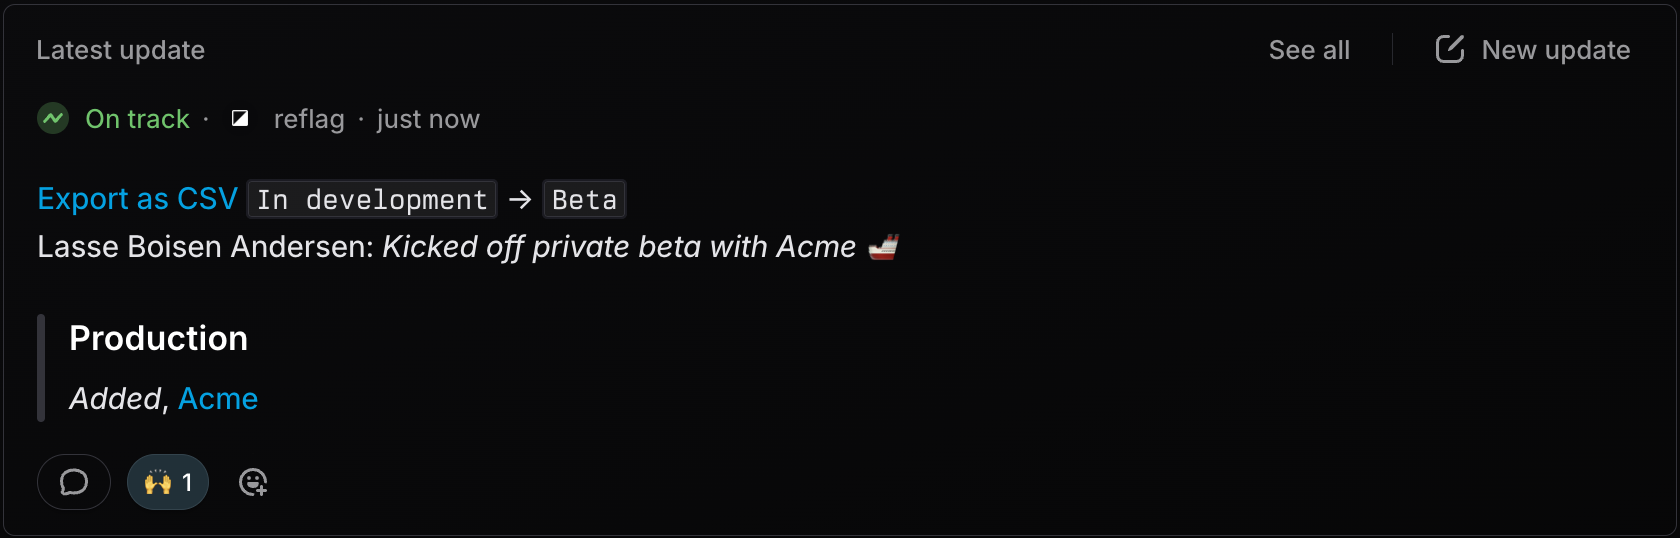 Latest update
See all
New update
On track · reflag · just now
Export as CSV In development → Beta
Lasse Boisen Andersen: Kicked off private beta with Acme 🚢
Production
Added, Acme
🙌 1